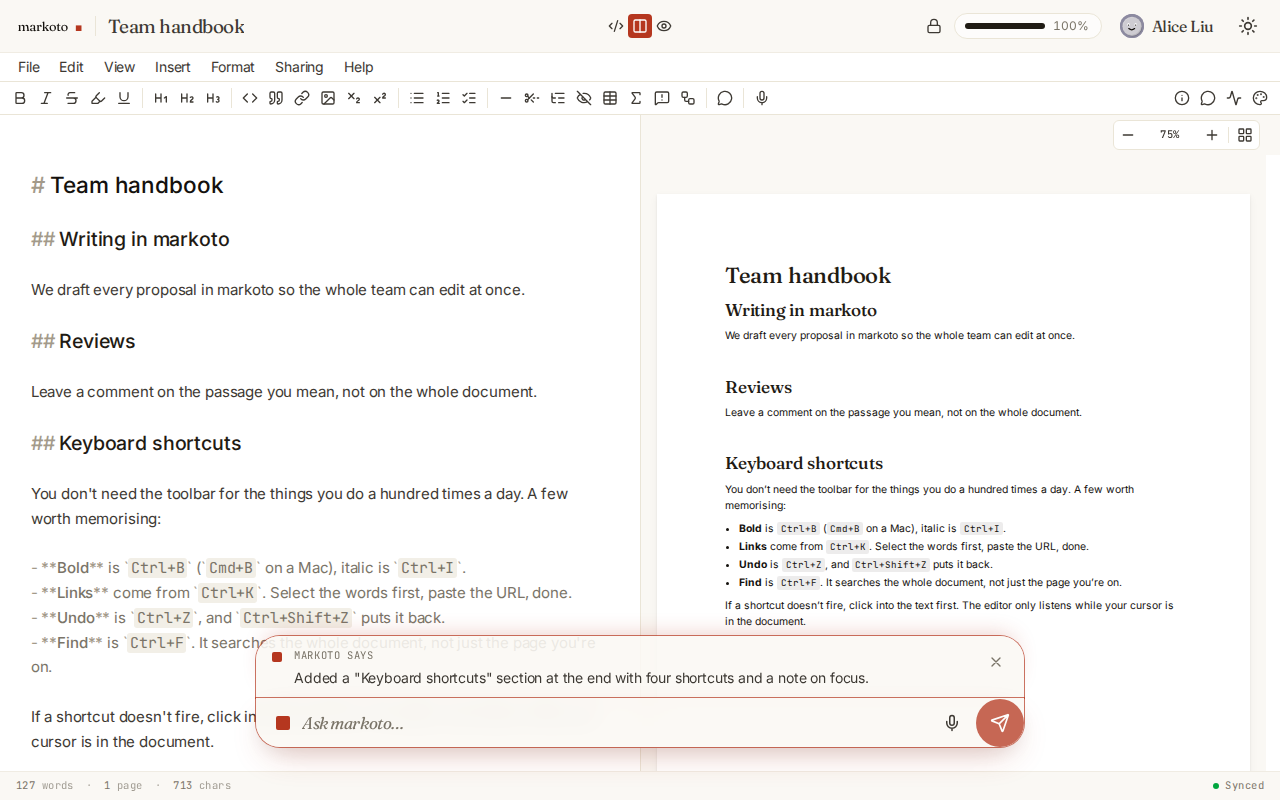 markoto
Team handbook
100%
Alice Liu
File Edit View Insert Format Sharing Help
H1 H2 H3
75%
# Team handbook
## Writing in markoto
We draft every proposal in markoto so the whole team can edit at once.
## Reviews
Leave a comment on the passage you mean, not on the whole document.
## Keyboard shortcuts
You don't need the toolbar for the things you do a hundred times a day. A few
worth memorising:
- **Bold** is `Ctrl+B` (`Cmd+B` on a Mac), italic is `Ctrl+I`.
- **Links** come from `Ctrl+K`. Select the words first, paste the URL, done.
- **Undo** is `Ctrl+Z`, and `Ctrl+Shift+Z` puts it back.
- **Find** is `Ctrl+F`. It searches the whole document, not just the page you're
on.
If a shortcut doesn't fire, click in
cursor is in the document.
Team handbook
Writing in markoto
We draft every proposal in markoto so the whole team can edit at once.
Reviews
Leave a comment on the passage you mean, not on the whole document.
Keyboard shortcuts
You don't need the toolbar for the things you do a hundred times a day. A few worth
memorising:
• Bold is Ctrl+B (Cmd+B on a Mac), italic is Ctrl+I.
• Links come from Ctrl+K. Select the words first, paste the URL, done.
• Undo is Ctrl+Z, and Ctrl+Shift+Z puts it back.
• Find is Ctrl+F. It searches the whole document, not just the page you're on.
If a shortcut doesn't fire, click into the text first. The editor only listens while your cursor is
in the document.
MARKOTO SAYS
Added a "Keyboard shortcuts" section at the end with four shortcuts and a note on focus.
Ask markoto...
127 words · 1 page · 713 chars
Synced